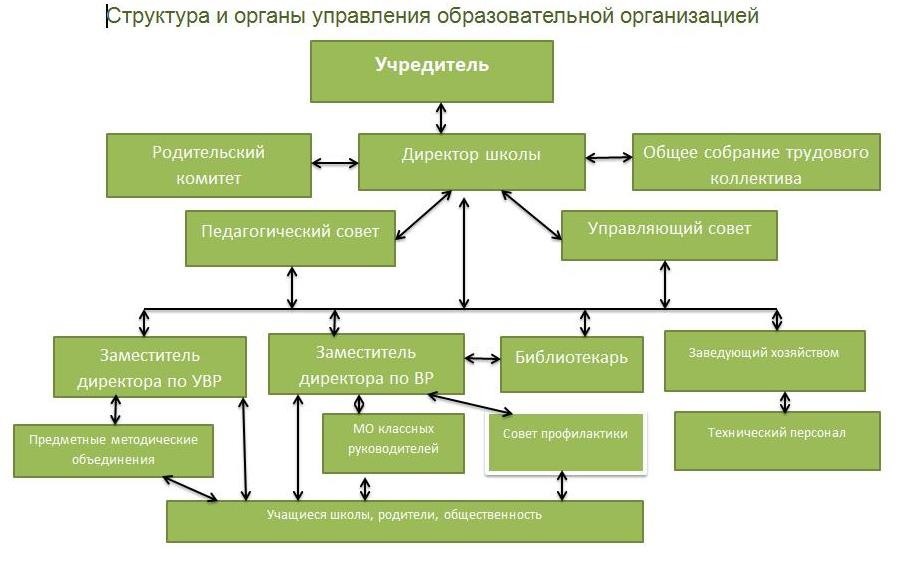 Структура и органы управления образовательной организацией
Учредитель
Родительский
комитет
Директор школы
Общее собрание трудового
коллектива
Педагогический совет
Управляющий совет
Заместитель
директора по УВР
Заместитель
директора по ВР
Библиотекарь
Заведующий хозяйством
Предметные методические
объединения
МО классных
руководителей
Совет профилактики
Технический персонал
Учащиеся школы, родители, общественность